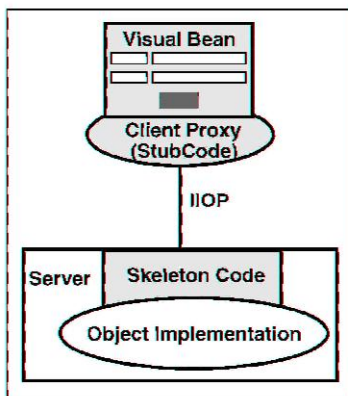 Visual Bean
Client Proxy
(StubCode)
IIOP
Server
Skeleton Code
Object Implementation